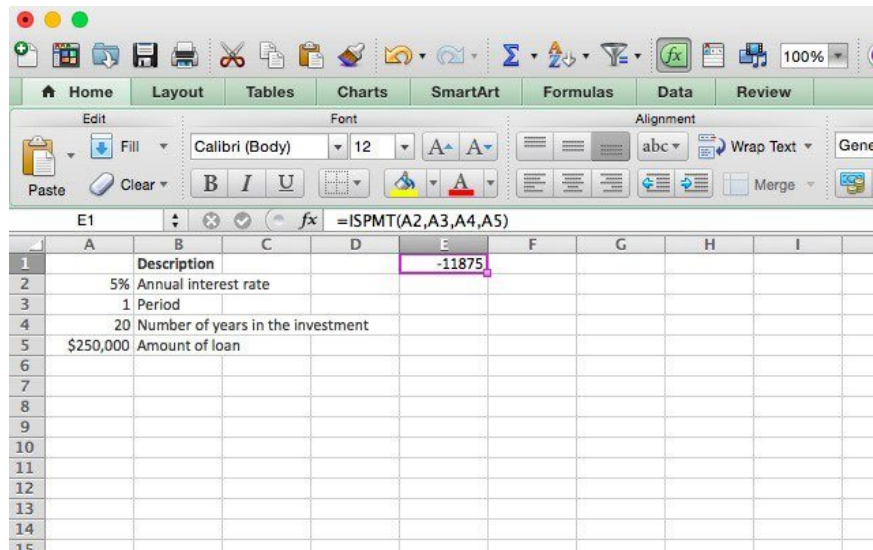 100%
Home Layout Tables Charts SmartArt Formulas Data Review
Edit Font Alignment
Fill Calibri (Body) 12 A A abc Wrap Text Gene
Paste Clear B I U A Merge
E1 fx =ISPMT(A2,A3,A4,A5)
A B C D E F G H I
1 Description -11875
2 5% Annual interest rate
3 1 Period
4 20 Number of years in the investment
5 $250,000 Amount of loan
6
7
8
9
10
11
12
13
14
15